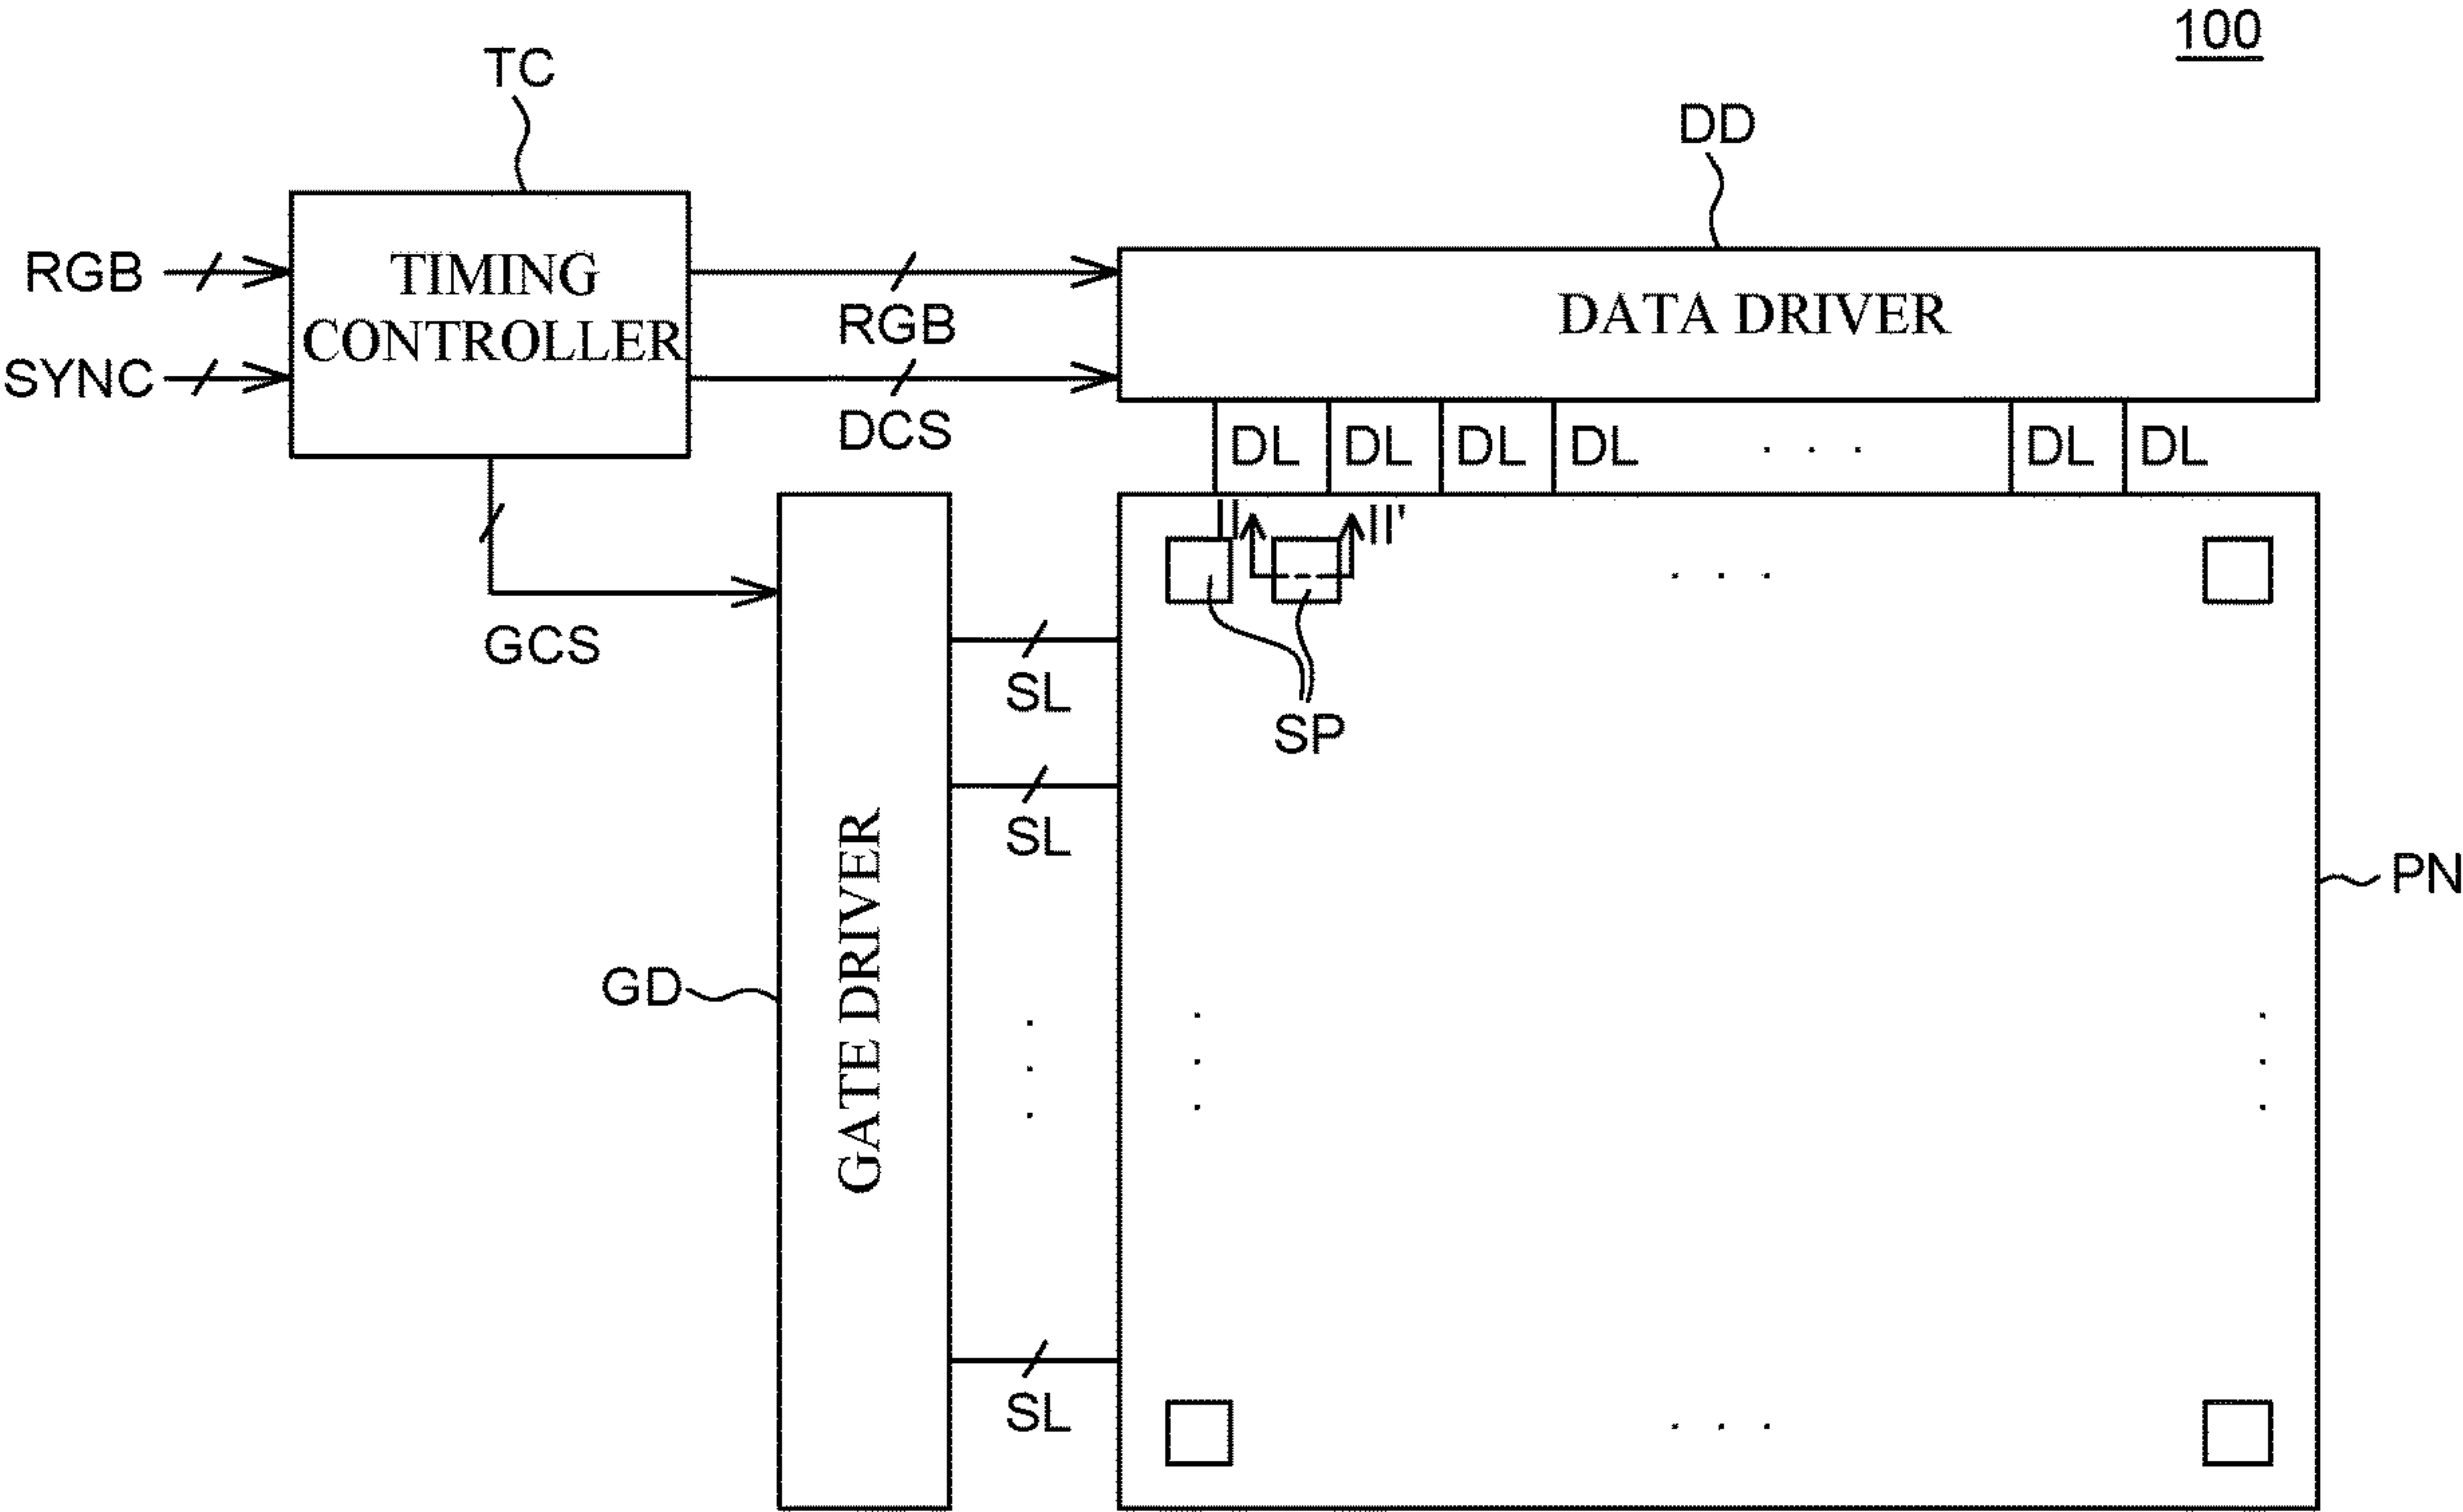 100
TC
DD
RGB
TIMING
CONTROLLER
SYNC
RGB
DCS
DATA DRIVER
DL
DL
DL
DL
. . .
DL
DL
II
II'
. . .
GCS
SL
SP
SL
GATE DRIVER
PN
GD
SL
. . .